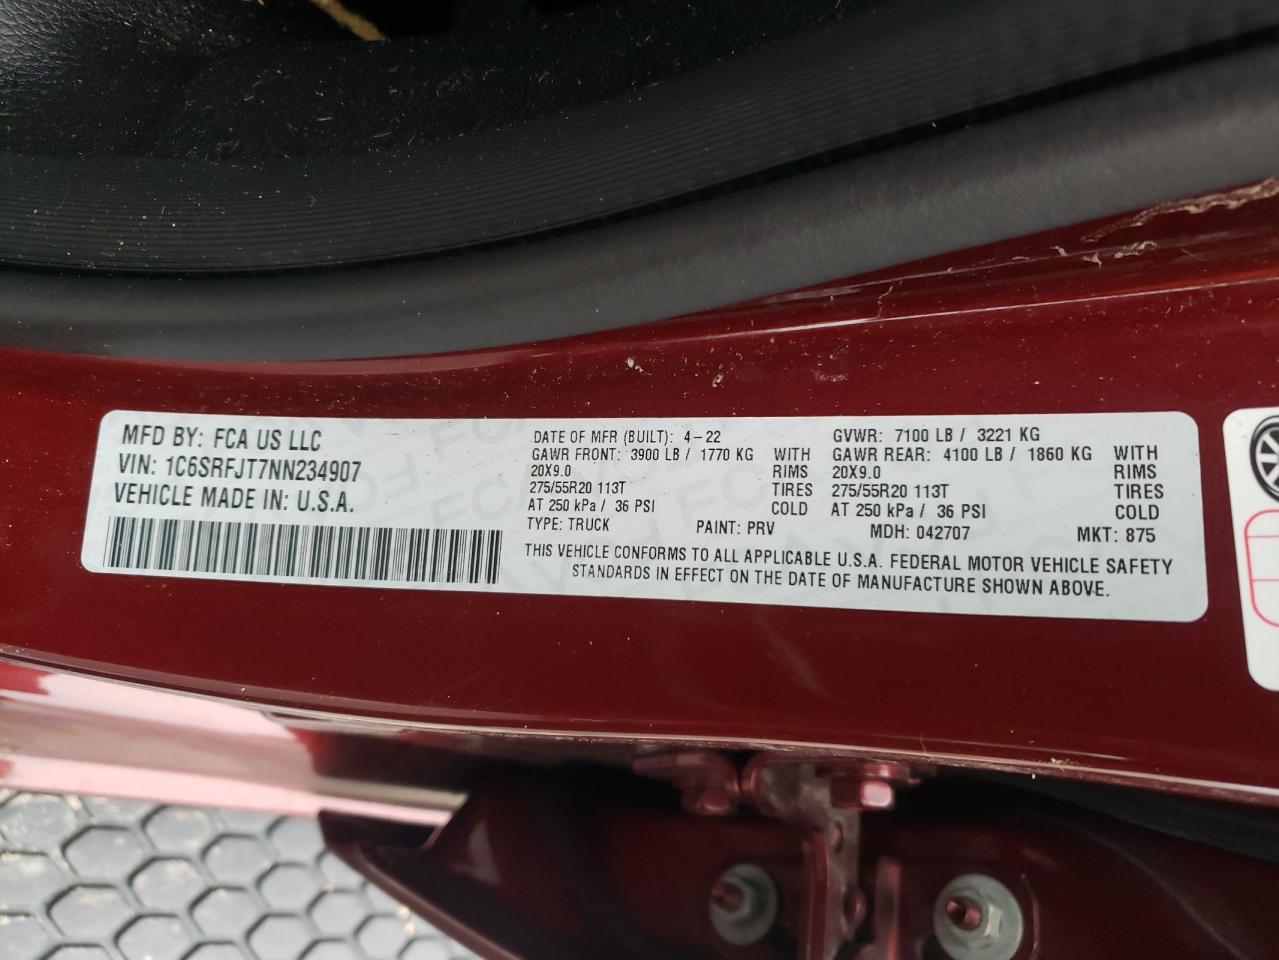 MFD BY: FCA US LLC
VIN: 1C6SRFJT7NN234907
VEHICLE MADE IN: U.S.A.
DATE OF MFR (BUILT): 4-22
GAWR FRONT: 3900 LB / 1770 KG WITH
20X9.0 RIMS
275/55R20 113T TIRES
AT 250 kPa / 36 PSI COLD
TYPE: TRUCK PAINT: PRV
GVWR: 7100 LB / 3221 KG
GAWR REAR: 4100 LB / 1860 KG WITH
20X9.0 RIMS
275/55R20 113T TIRES
AT 250 kPa / 36 PSI COLD
MDH: 042707 MKT: 875
THIS VEHICLE CONFORMS TO ALL APPLICABLE U.S.A. FEDERAL MOTOR VEHICLE SAFETY
STANDARDS IN EFFECT ON THE DATE OF MANUFACTURE SHOWN ABOVE.